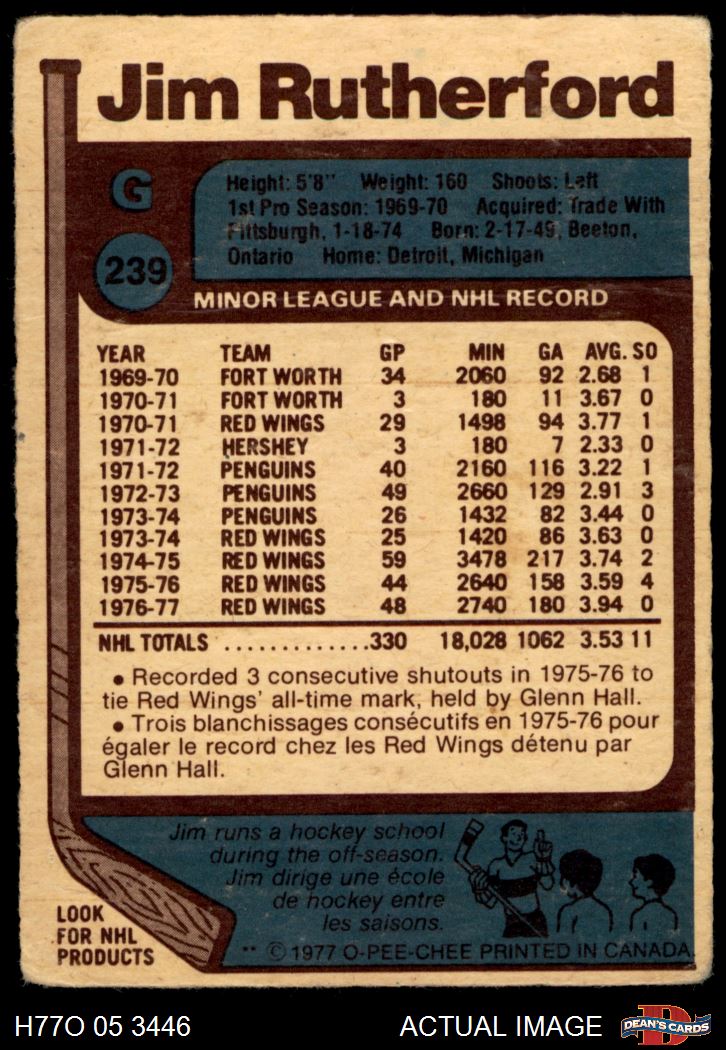 Jim Rutherford
G
239
Height: 5'8" Weight: 160 Shoots: Left
1st Pro Season: 1969-70 Acquired: Trade With
Pittsburgh, 1-18-74 Born: 2-17-49, Beeton,
Ontario Home: Detroit, Michigan
MINOR LEAGUE AND NHL RECORD
YEAR TEAM GP MIN GA AVG. SO
1969-70 FORT WORTH 34 2060 92 2.68 1
1970-71 FORT WORTH 3 180 11 3.67 0
1970-71 RED WINGS 29 1498 94 3.77 1
1971-72 HERSHEY 3 180 7 2.33 0
1971-72 PENGUINS 40 2160 116 3.22 1
1972-73 PENGUINS 49 2660 129 2.91 3
1973-74 PENGUINS 26 1432 82 3.44 0
1973-74 RED WINGS 25 1420 86 3.63 0
1974-75 RED WINGS 59 3478 217 3.74 2
1975-76 RED WINGS 44 2640 158 3.59 4
1976-77 RED WINGS 48 2740 180 3.94 0
NHL TOTALS ..............330 18,028 1062 3.53 11
• Recorded 3 consecutive shutouts in 1975-76 to
tie Red Wings' all-time mark, held by Glenn Hall.
• Trois blanchissages consécutifs en 1975-76 pour
égaler le record chez les Red Wings détenu par
Glenn Hall.
Jim runs a hockey school
during the off-season.
Jim dirige une école
de hockey entre
les saisons.
LOOK
FOR NHL
PRODUCTS
** © 1977 O-PEE-CHEE PRINTED IN CANADA
H77O 05 3446 ACTUAL IMAGE
D
DEAN'S CARDS